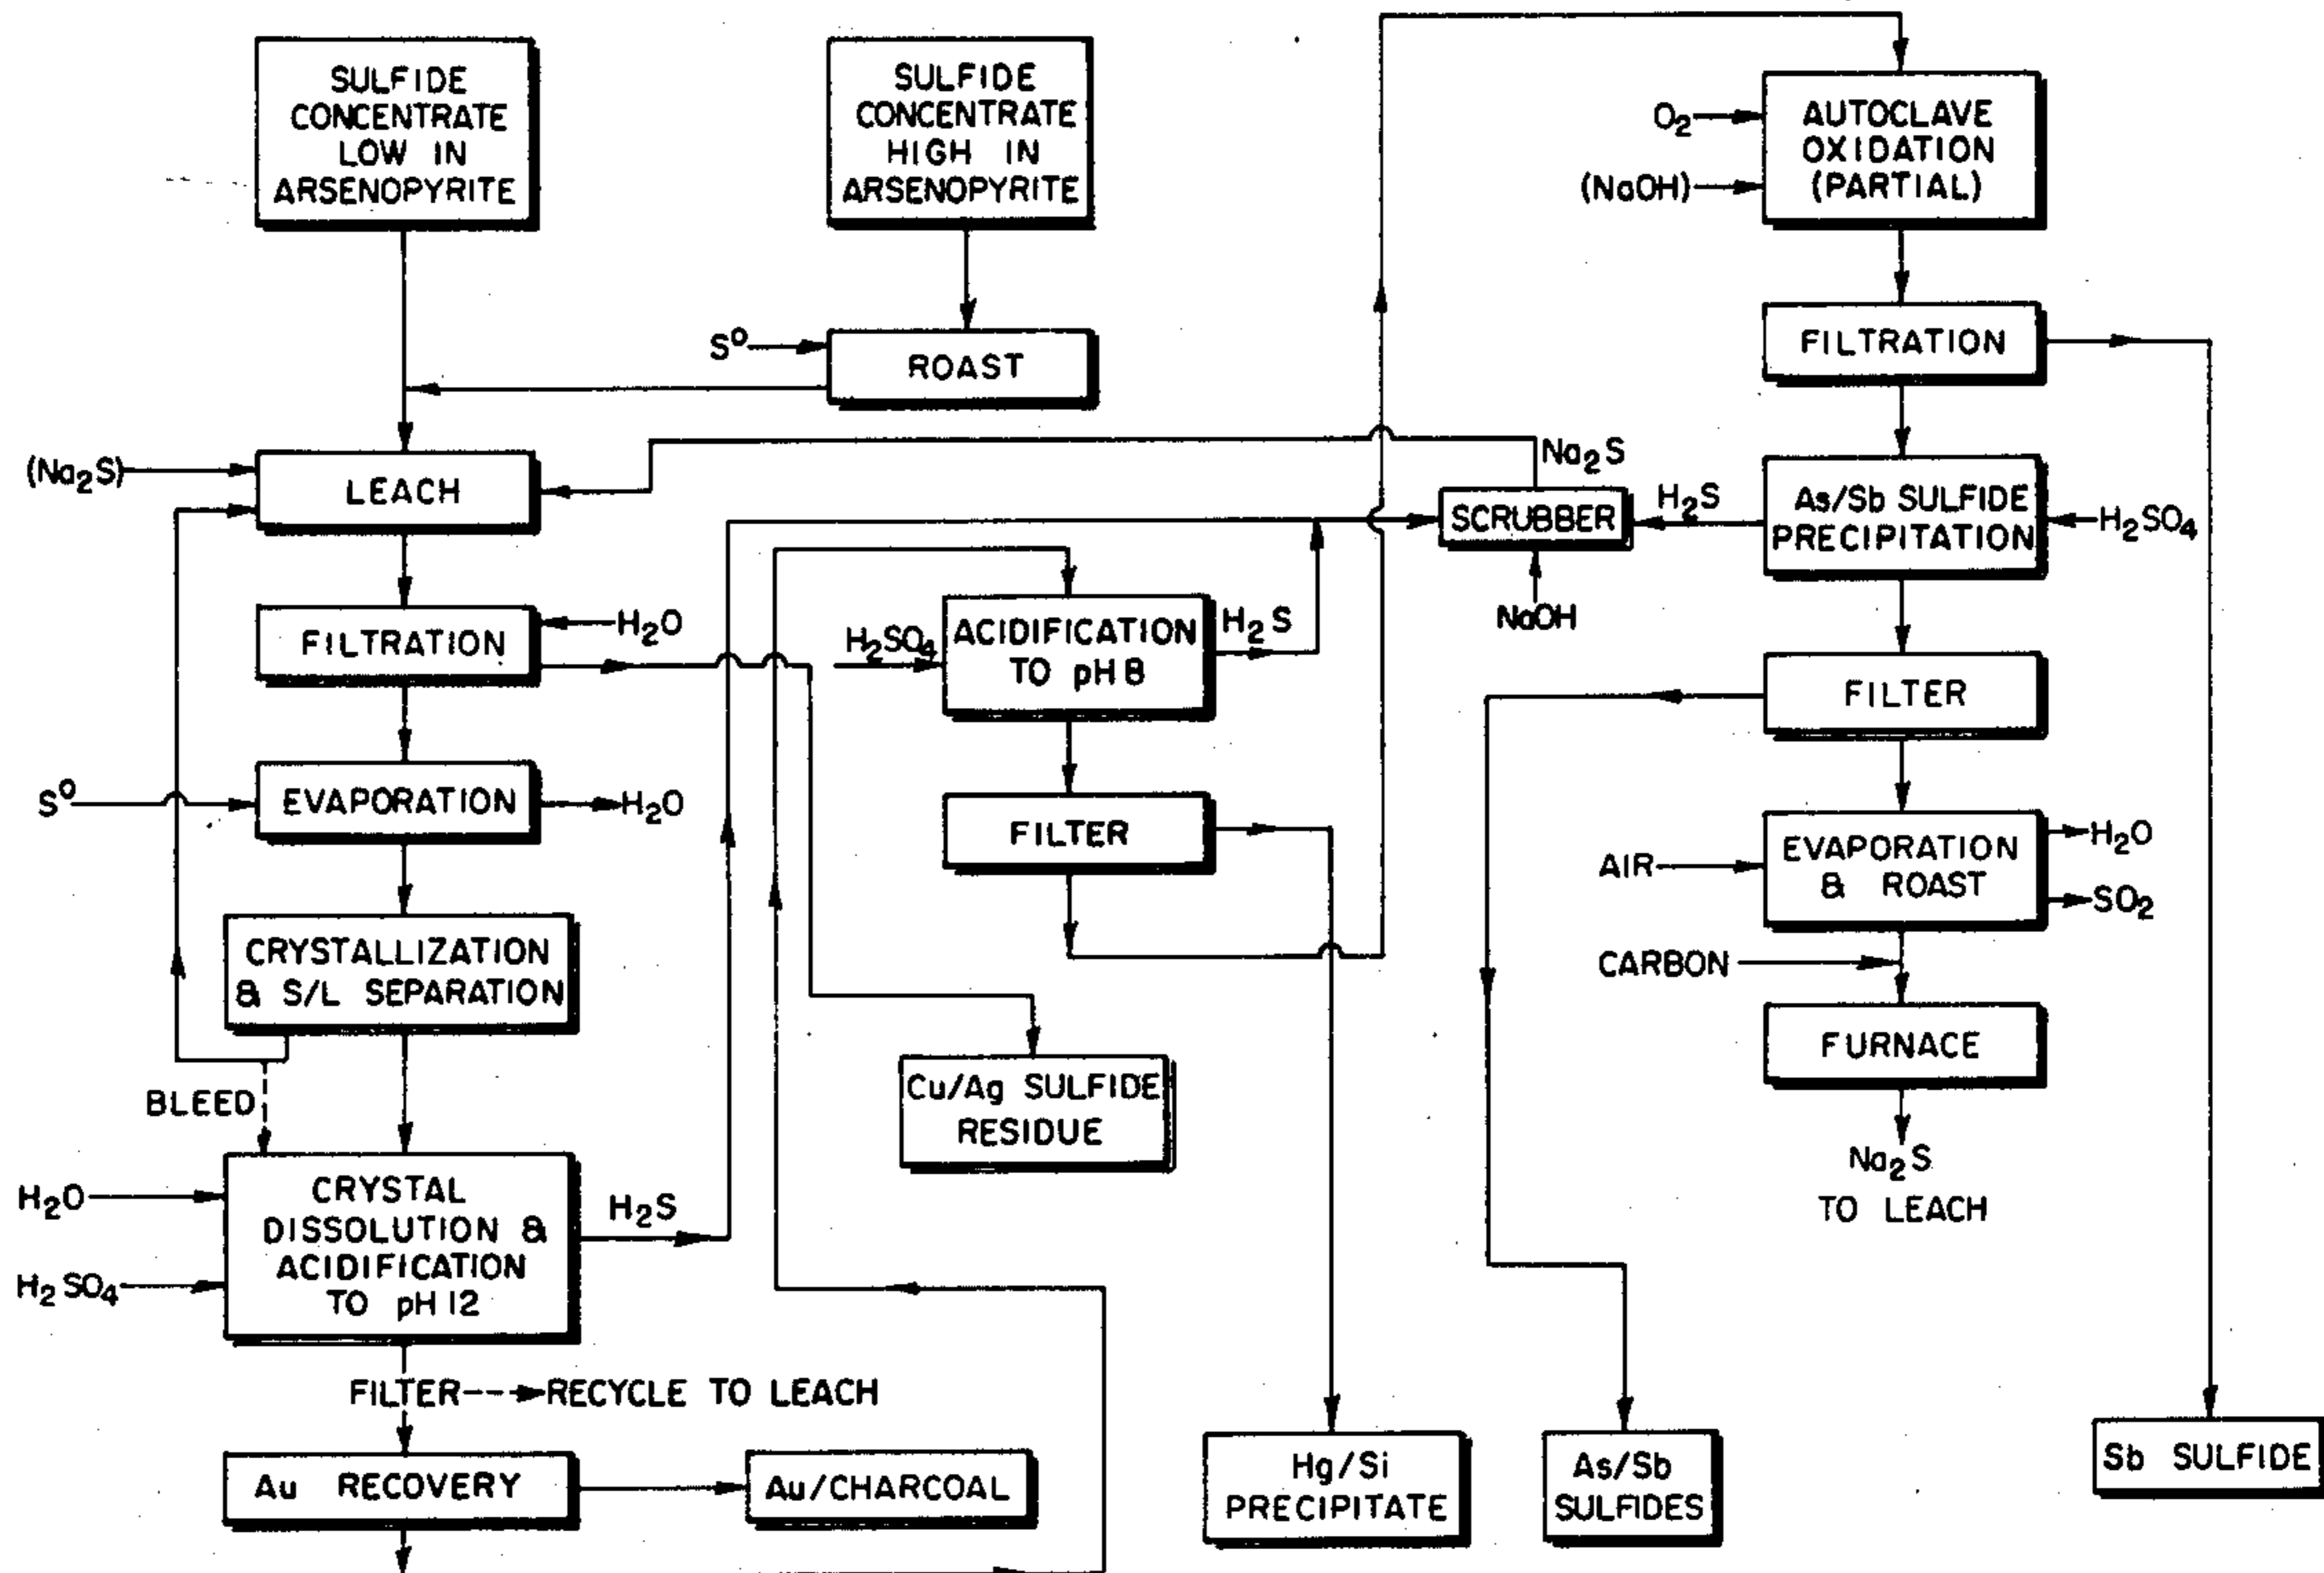 SULFIDE
CONCENTRATE
LOW IN
ARSENOPYRITE
SULFIDE
CONCENTRATE
HIGH IN
ARSENOPYRITE
S⁰
ROAST
(Na₂S)
LEACH
FILTRATION
H₂O
S⁰
EVAPORATION
H₂O
CRYSTALLIZATION
& S/L SEPARATION
BLEED
H₂O
H₂SO₄
CRYSTAL
DISSOLUTION &
ACIDIFICATION
TO pH 12
H₂S
FILTER
RECYCLE TO LEACH
Au RECOVERY
Au/CHARCOAL
H₂SO₄
ACIDIFICATION
TO pH 8
H₂S
FILTER
Cu/Ag SULFIDE
RESIDUE
Hg/Si
PRECIPITATE
Na₂S
SCRUBBER
NaOH
H₂S
O₂
(NaOH)
AUTOCLAVE
OXIDATION
(PARTIAL)
FILTRATION
As/Sb SULFIDE
PRECIPITATION
H₂SO₄
FILTER
AIR
EVAPORATION
& ROAST
H₂O
SO₂
CARBON
FURNACE
Na₂S
TO LEACH
As/Sb
SULFIDES
Sb SULFIDE